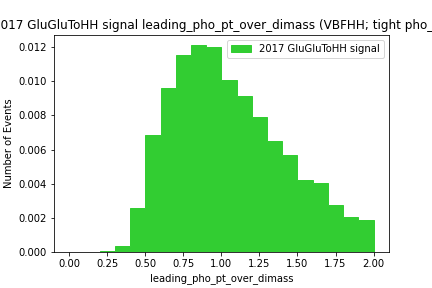 017 GluGluToHH signal leading_pho_pt_over_dimass (VBFHH; tight pho_
2017 GluGluToHH signal
0.012
0.010
0.008
0.006
0.004
0.002
0.000
Number of Events
0.00 0.25 0.50 0.75 1.00 1.25 1.50 1.75 2.00
leading_pho_pt_over_dimass